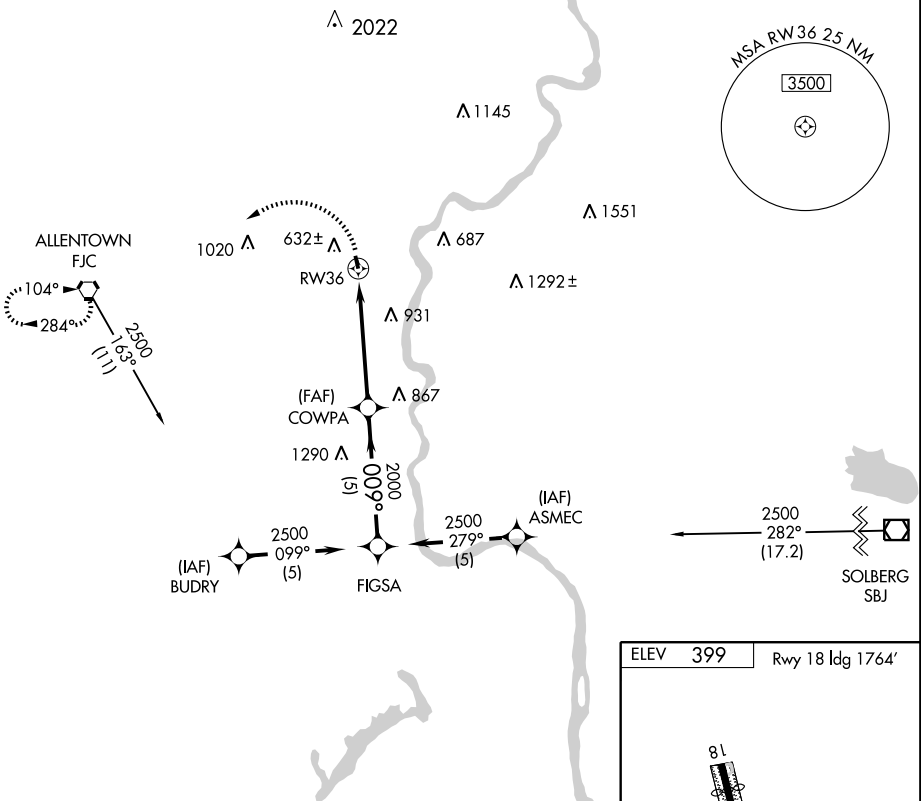 2022
MSA RW36 25 NM
3500
1145
1551
ALLENTOWN
FJC
1020
632±
687
RW36
1292±
104°
284°
2500
163°
(11)
931
(FAF)
COWPA
867
1290
2000
009°
(5)
(IAF)
ASMEC
2500
099°
(5)
2500
279°
(5)
2500
282°
(17.2)
(IAF)
BUDRY
FIGSA
SOLBERG
SBJ
ELEV 399
Rwy 18 ldg 1764'
18